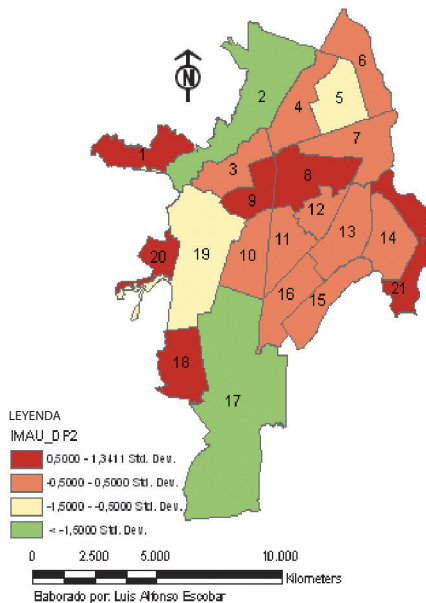 N
6
2
4
5
7
1
3
8
9
12
20
19
10
11
13
14
16
15
21
18
17
LEYENDA
IMAU_DP2
0,5000 - 1,3411 Std. Dev.
-0,5000 - 0,5000 Std. Dev.
-1,5000 - -0,5000 Std. Dev.
< -1,5000 Std. Dev.
0 2.500 5.000 10.000
Kilometers
Elaborado por: Luis Alfonso Escobar